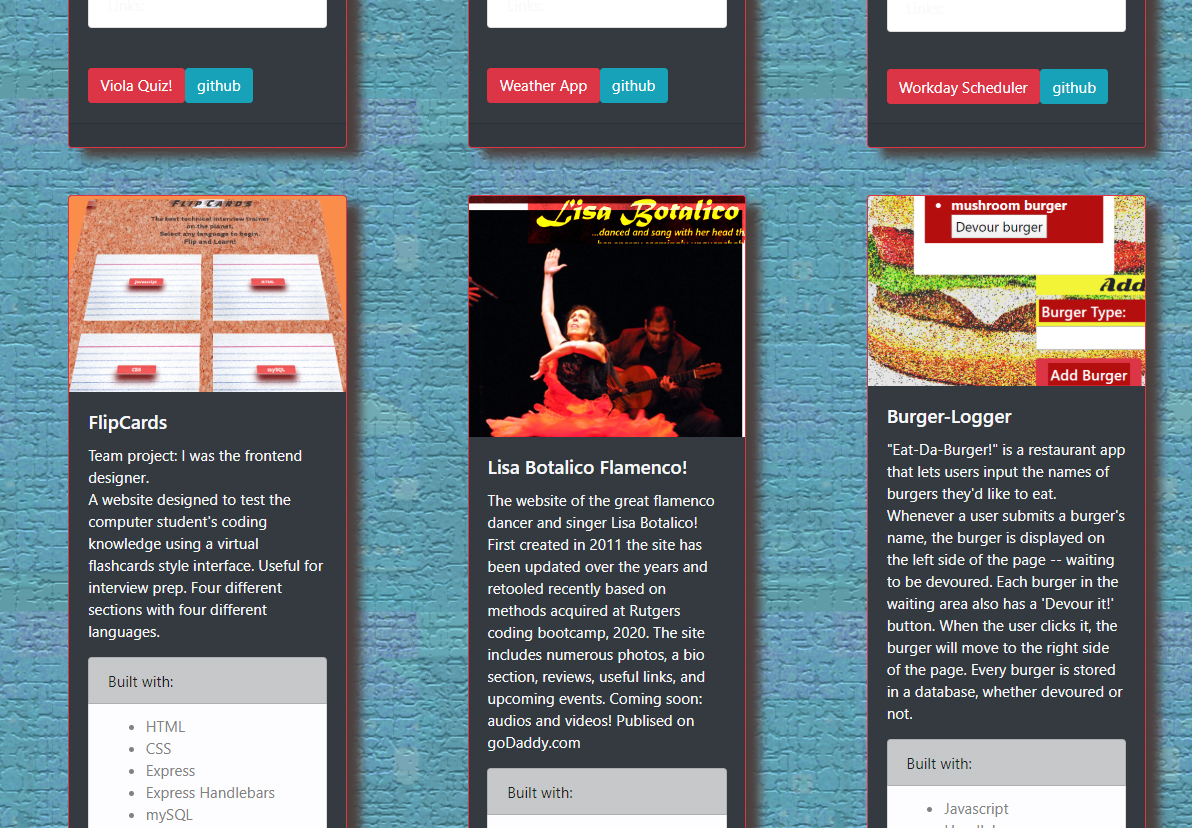 Links:
Links:
Links:
Viola Quiz!
github
Weather App
github
Workday Scheduler
github
FLIP CARDS
The best technical interview trainer
on the planet.
Select any language to begin.
Flip and Learn!
Javascript
HTML
CSS
mySQL
FlipCards
Team project: I was the frontend
designer.
A website designed to test the
computer student's coding
knowledge using a virtual
flashcards style interface. Useful for
interview prep. Four different
sections with four different
languages.
Built with:
HTML
CSS
Express
Express Handlebars
mySQL
Lisa Botalico
...danced and sang with her head th
Lisa Botalico Flamenco!
The website of the great flamenco
dancer and singer Lisa Botalico!
First created in 2011 the site has
been updated over the years and
retooled recently based on
methods acquired at Rutgers
coding bootcamp, 2020. The site
includes numerous photos, a bio
section, reviews, useful links, and
upcoming events. Coming soon:
audios and videos! Publised on
goDaddy.com
Built with:
mushroom burger
Devour burger
Add
Burger Type:
Add Burger
Burger-Logger
"Eat-Da-Burger!" is a restaurant app
that lets users input the names of
burgers they'd like to eat.
Whenever a user submits a burger's
name, the burger is displayed on
the left side of the page -- waiting
to be devoured. Each burger in the
waiting area also has a 'Devour it!'
button. When the user clicks it, the
burger will move to the right side
of the page. Every burger is stored
in a database, whether devoured or
not.
Built with:
Javascript